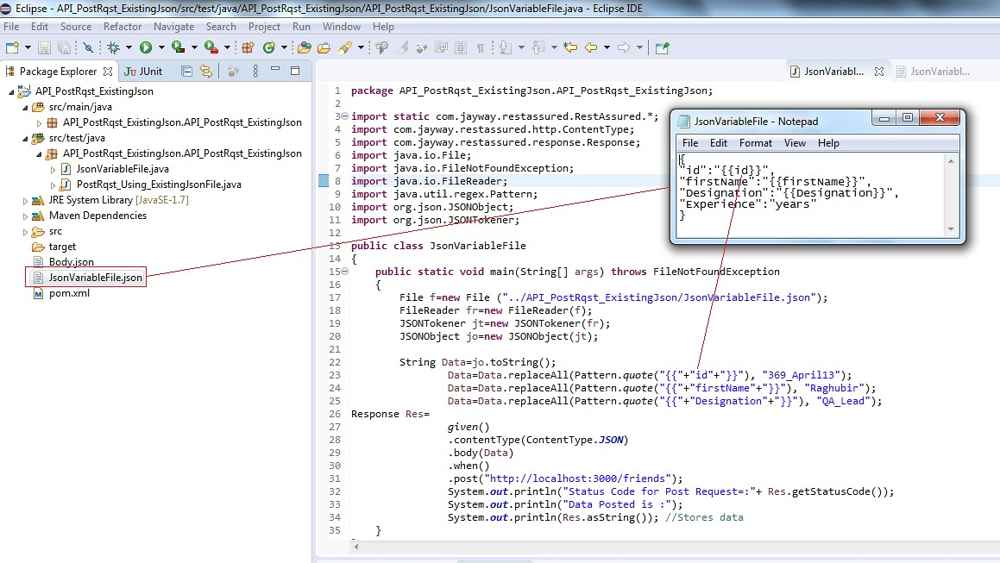 Eclipse - API_PostRqst_ExistingJson/src/test/java/API_PostRqst_ExistingJson/API_PostRqst_ExistingJson/JsonVariableFile.java - Eclipse IDE
File Edit Source Refactor Navigate Search Project Run Window Help
Package Explorer JUnit
JsonVariabl... JsonVariabl...
API_PostRqst_ExistingJson
src/main/java
API_PostRqst_ExistingJson.API_PostRqst_ExistingJson
src/test/java
API_PostRqst_ExistingJson.API_PostRqst_ExistingJson
JsonVariableFile.java
PostRqst_Using_ExistingJsonFile.java
JRE System Library [JavaSE-1.7]
Maven Dependencies
src
target
Body.json
JsonVariableFile.json
pom.xml
1 package API_PostRqst_ExistingJson.API_PostRqst_ExistingJson;
2
3 import static com.jayway.restassured.RestAssured.*;
4 import com.jayway.restassured.http.ContentType;
5 import com.jayway.restassured.response.Response;
6 import java.io.File;
7 import java.io.FileNotFoundException;
8 import java.io.FileReader;
9 import java.util.regex.Pattern;
10 import org.json.JSONObject;
11 import org.json.JSONTokener;
12
13 public class JsonVariableFile
14 {
15 public static void main(String[] args) throws FileNotFoundException
16 {
17 File f=new File ("../API_PostRqst_ExistingJson/JsonVariableFile.json");
18 FileReader fr=new FileReader(f);
19 JSONTokener jt=new JSONTokener(fr);
20 JSONObject jo=new JSONObject(jt);
21
22 String Data=jo.toString();
23 Data=Data.replaceAll(Pattern.quote("{{"+"id"+"}}"), "369_April13");
24 Data=Data.replaceAll(Pattern.quote("{{"+"firstName"+"}}"), "Raghubir");
25 Data=Data.replaceAll(Pattern.quote("{{"+"Designation"+"}}"), "QA_Lead");
26 Response Res=
27 given()
28 .contentType(ContentType.JSON)
29 .body(Data)
30 .when()
31 .post("http://localhost:3000/friends");
32 System.out.println("Status Code for Post Request=:"+ Res.getStatusCode());
33 System.out.println("Data Posted is :");
34 System.out.println(Res.asString()); //Stores data
35 }
JsonVariableFile - Notepad
File Edit Format View Help
{
"id":"{{id}}",
"firstName":"{{firstName}}",
"Designation":"{{Designation}}",
"Experience":"years"
}